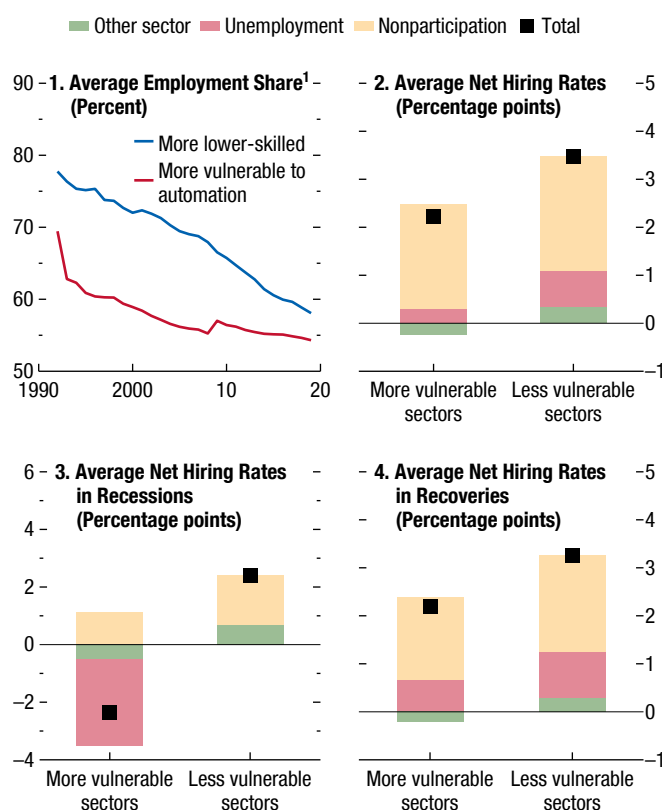 Other sector Unemployment Nonparticipation Total
1. Average Employment Share1
(Percent)
More lower-skilled
More vulnerable to
automation
90
80
70
60
50
1990 2000 10 20
2. Average Net Hiring Rates
(Percentage points)
5
4
3
2
1
0
–1
More vulnerable
sectors
Less vulnerable
sectors
3. Average Net Hiring Rates
in Recessions
(Percentage points)
6
4
2
0
–2
–4
More vulnerable
sectors
Less vulnerable
sectors
4. Average Net Hiring Rates
in Recoveries
(Percentage points)
5
4
3
2
1
0
–1
More vulnerable
sectors
Less vulnerable
sectors